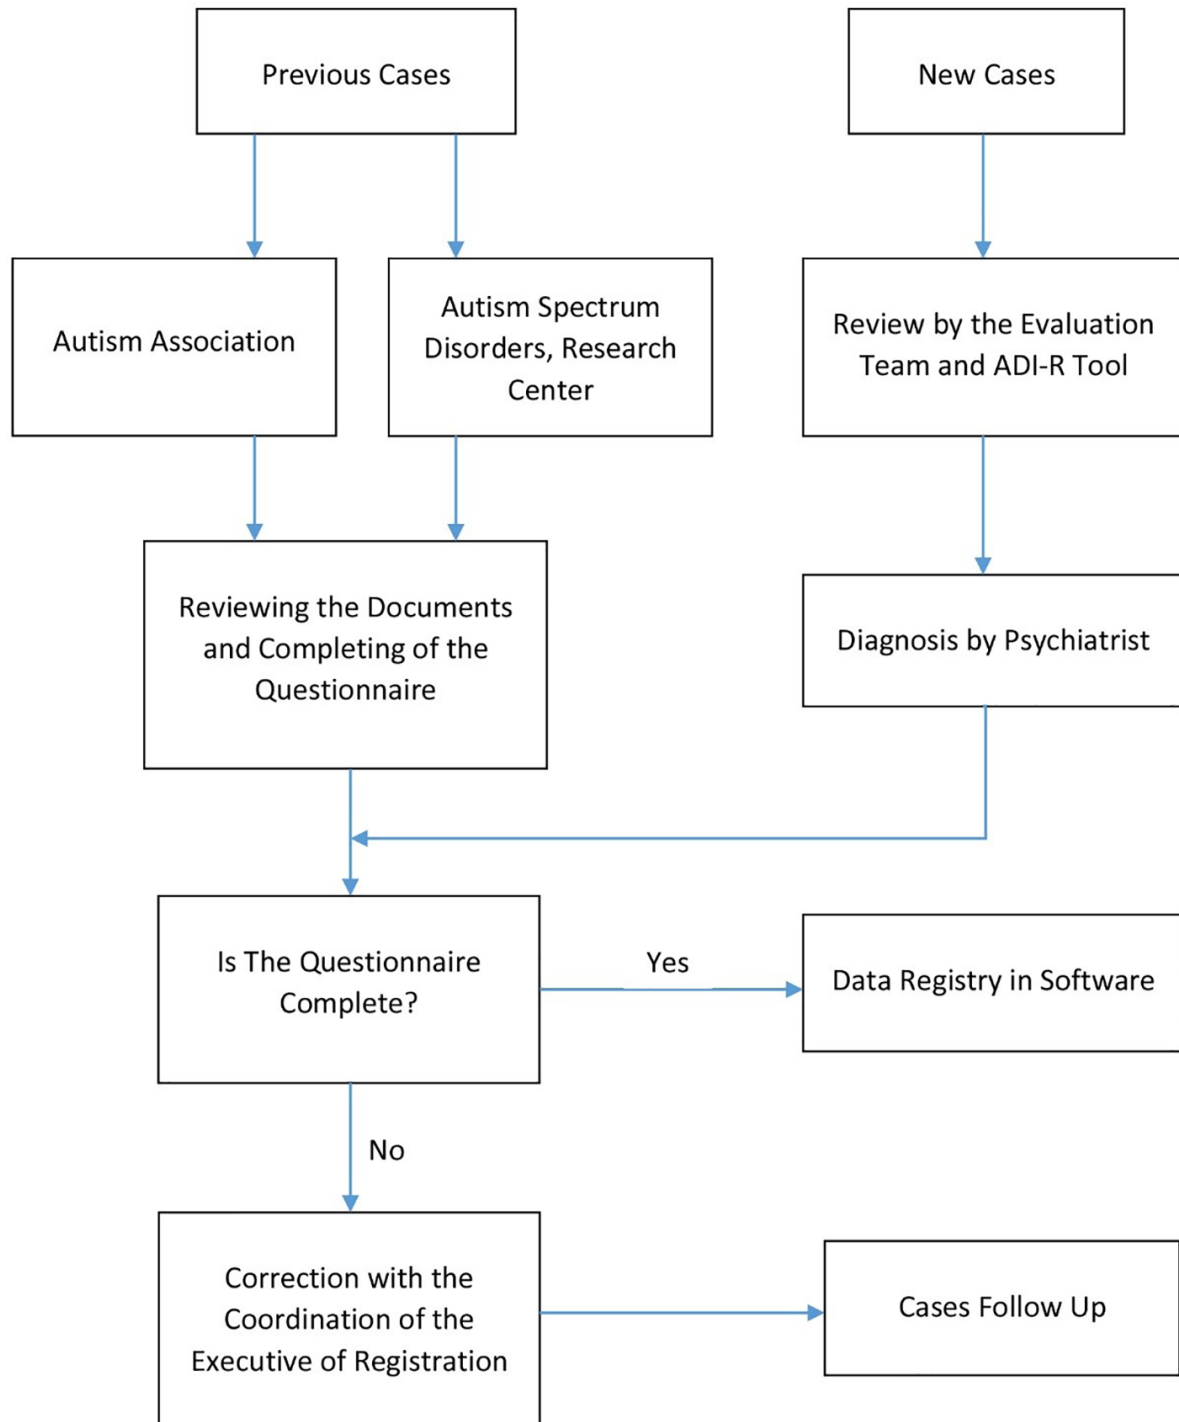 Previous Cases
New Cases
Autism Association
Autism Spectrum
Disorders, Research
Center
Review by the Evaluation
Team and ADI-R Tool
Reviewing the Documents
and Completing of the
Questionnaire
Diagnosis by Psychiatrist
Is The Questionnaire
Complete?
Yes
Data Registry in Software
No
Correction with the
Coordination of the
Executive of Registration
Cases Follow Up